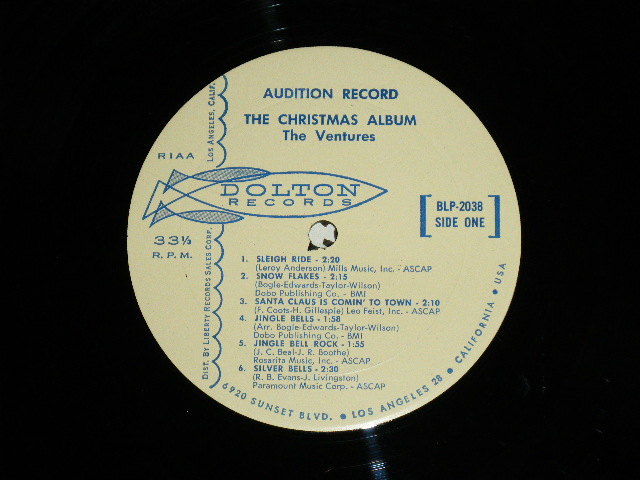 AUDITION RECORD
THE CHRISTMAS ALBUM
The Ventures
RIAA
DOLTON
RECORDS
33⅓
R.P.M.
BLP-2038
SIDE ONE
1. SLEIGH RIDE - 2:20
(Leroy Anderson) Mills Music, Inc. - ASCAP
2. SNOW FLAKES - 2:15
(Bogle-Edwards-Taylor-Wilson)
Dobo Publishing Co. - BMI
3. SANTA CLAUS IS COMIN' TO TOWN - 2:10
(F. Coots-H. Gillespie) Leo Feist, Inc. - ASCAP
4. JINGLE BELLS - 1:58
(Arr. Bogle-Edwards-Taylor-Wilson)
Dobo Publishing Co. - BMI
5. JINGLE BELL ROCK - 1:55
(J. C. Beal-J. R. Boothe)
Rosarita Music, Inc. - ASCAP
6. SILVER BELLS - 2:30
(R. B. Evans-J. Livingston)
Paramount Music Corp. - ASCAP
DIST. BY LIBERTY RECORDS SALES CORP.
LOS ANGELES, CALIF.
6920 SUNSET BLVD. • LOS ANGELES 28 • CALIFORNIA • USA